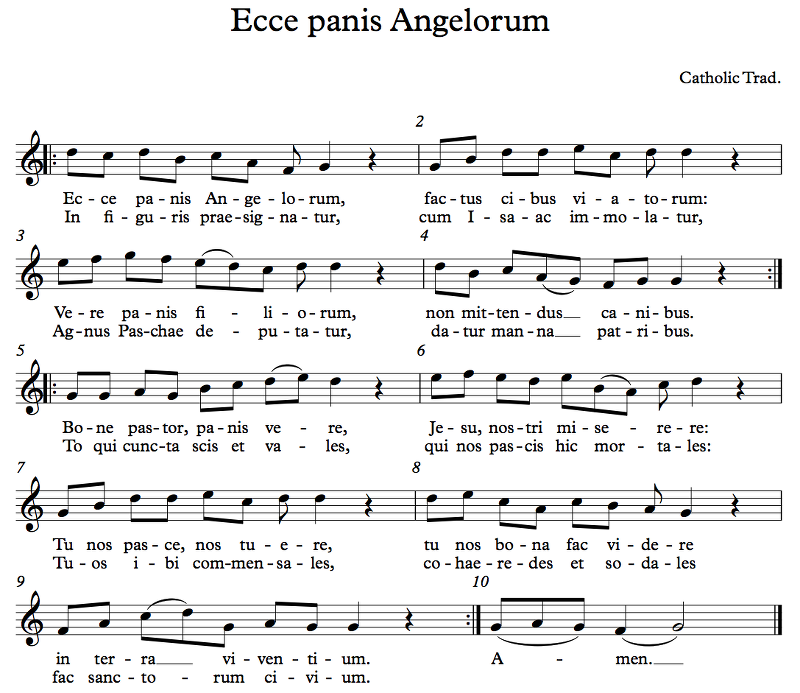 Ecce panis Angelorum
Catholic Trad.
2
Ec - ce pa - nis An - ge - lo - rum, fac - tus ci - bus vi - a - to - rum:
In fi - gu - ris prae - sig - na - tur, cum I - sa - ac im - mo - la - tur,
3 4
Ve - re pa - nis fi - li - o - rum, non mit - ten - dus__ ca - ni - bus.
Ag - nus Pas - chae de - pu - ta - tur, da - tur man - na__ pat - ri - bus.
5 6
Bo - ne pas - tor, pa - nis ve - re, Je - su, nos - tri mi - se - re - re:
To qui cunc - ta scis et va - les, qui nos pas - cis hic mor - ta - les:
7 8
Tu nos pas - ce, nos tu - e - re, tu nos bo - na fac vi - de - re
Tu - os i - bi com - men - sa - les, co - hae - re - des et so - da - les
9 10
in ter - ra__ vi - ven - ti - um. A - men.__
fac sanc - to - rum ci - vi - um.